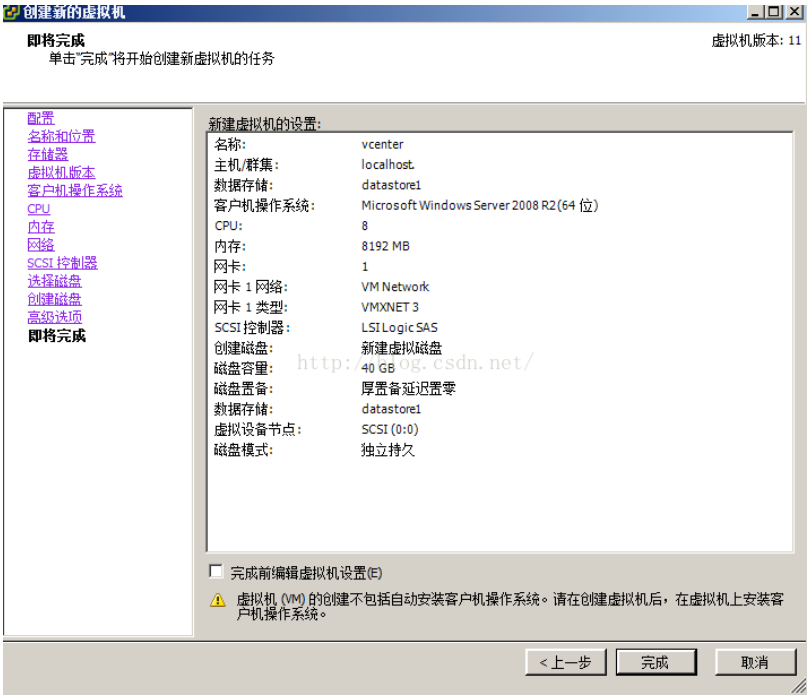 创建新的虚拟机
即将完成
单击"完成"将开始创建新虚拟机的任务
虚拟机版本: 11
配置
名称和位置
存储器
虚拟机版本
客户机操作系统
CPU
内存
网络
SCSI 控制器
选择磁盘
创建磁盘
高级选项
即将完成
新建虚拟机的设置:
名称: vcenter
主机/群集: localhost.
数据存储: datastore1
客户机操作系统: Microsoft Windows Server 2008 R2 (64 位)
CPU: 8
内存: 8192 MB
网卡: 1
网卡 1 网络: VM Network
网卡 1 类型: VMXNET 3
SCSI 控制器: LSI Logic SAS
创建磁盘: 新建虚拟磁盘
磁盘容量: 40 GB
磁盘置备: 厚置备延迟置零
数据存储: datastore1
虚拟设备节点: SCSI (0:0)
磁盘模式: 独立持久
http://blog.csdn.net/
完成前编辑虚拟机设置(E)
虚拟机 (VM) 的创建不包括自动安装客户机操作系统。请在创建虚拟机后，在虚拟机上安装客
户机操作系统。
< 上一步
完成
取消